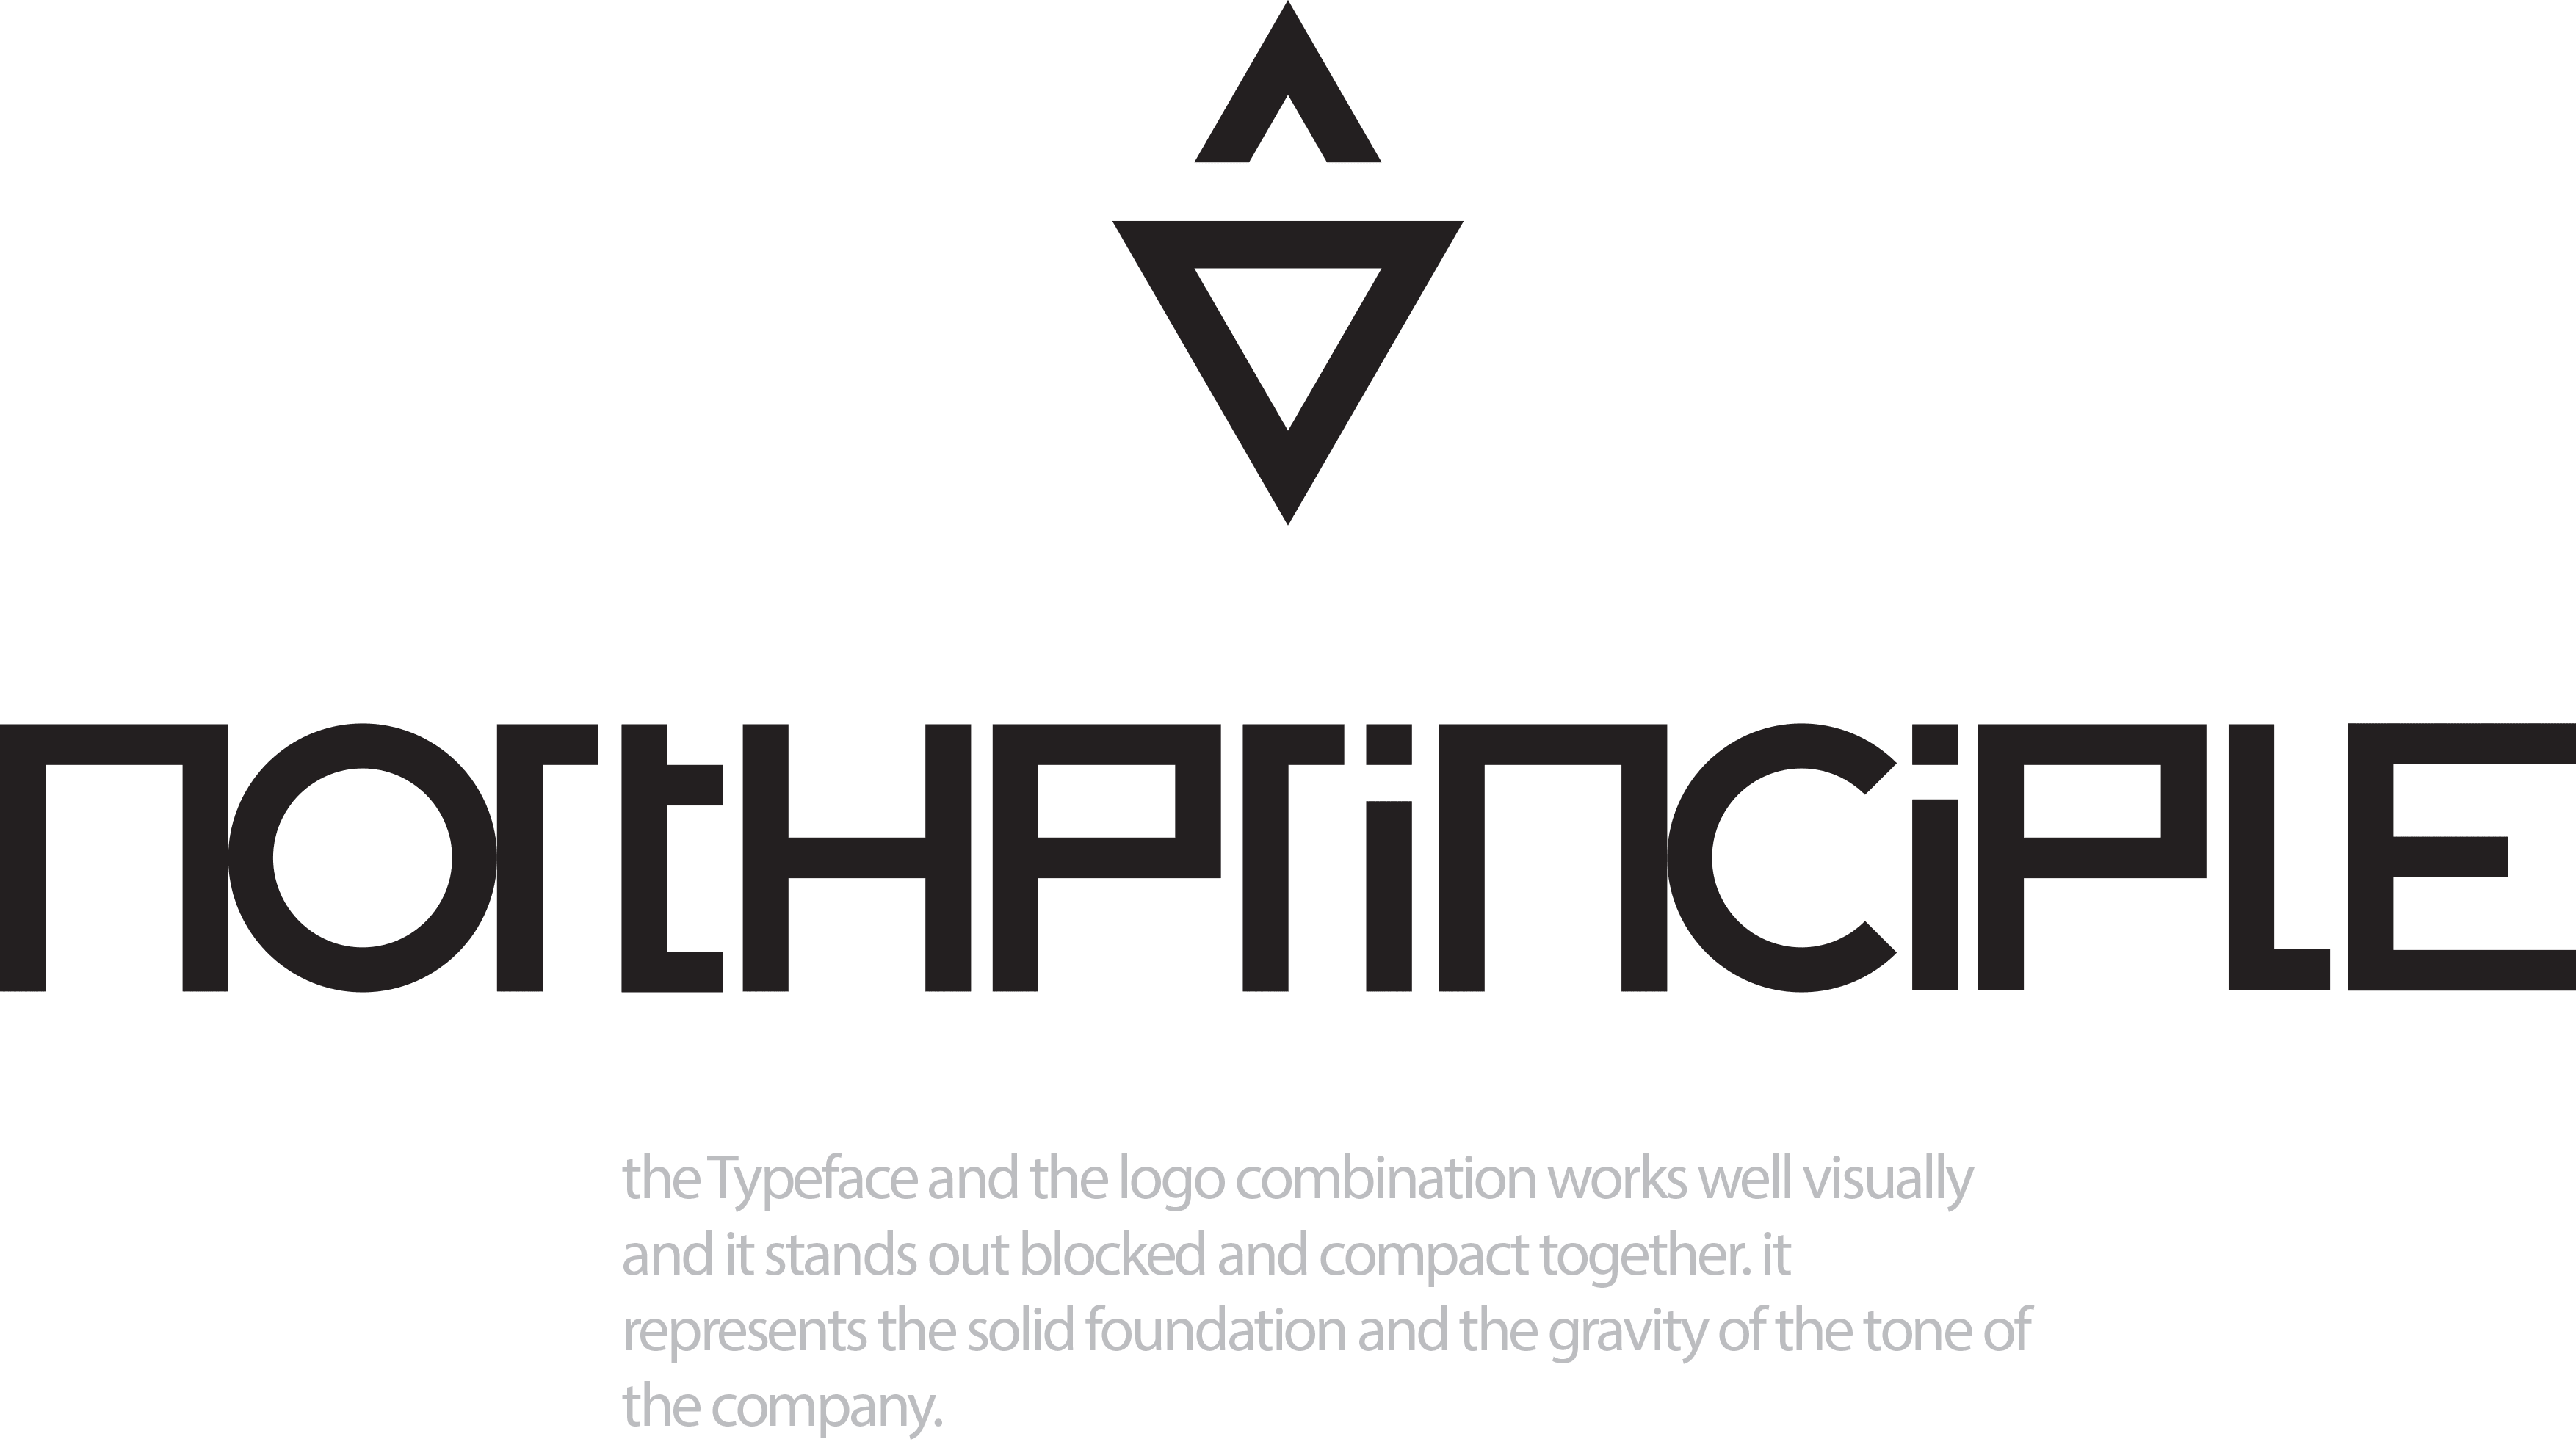 nortHPrinCiPLE
the Typeface and the logo combination works well visually
and it stands out blocked and compact together. it
represents the solid foundation and the gravity of the tone of
the company.